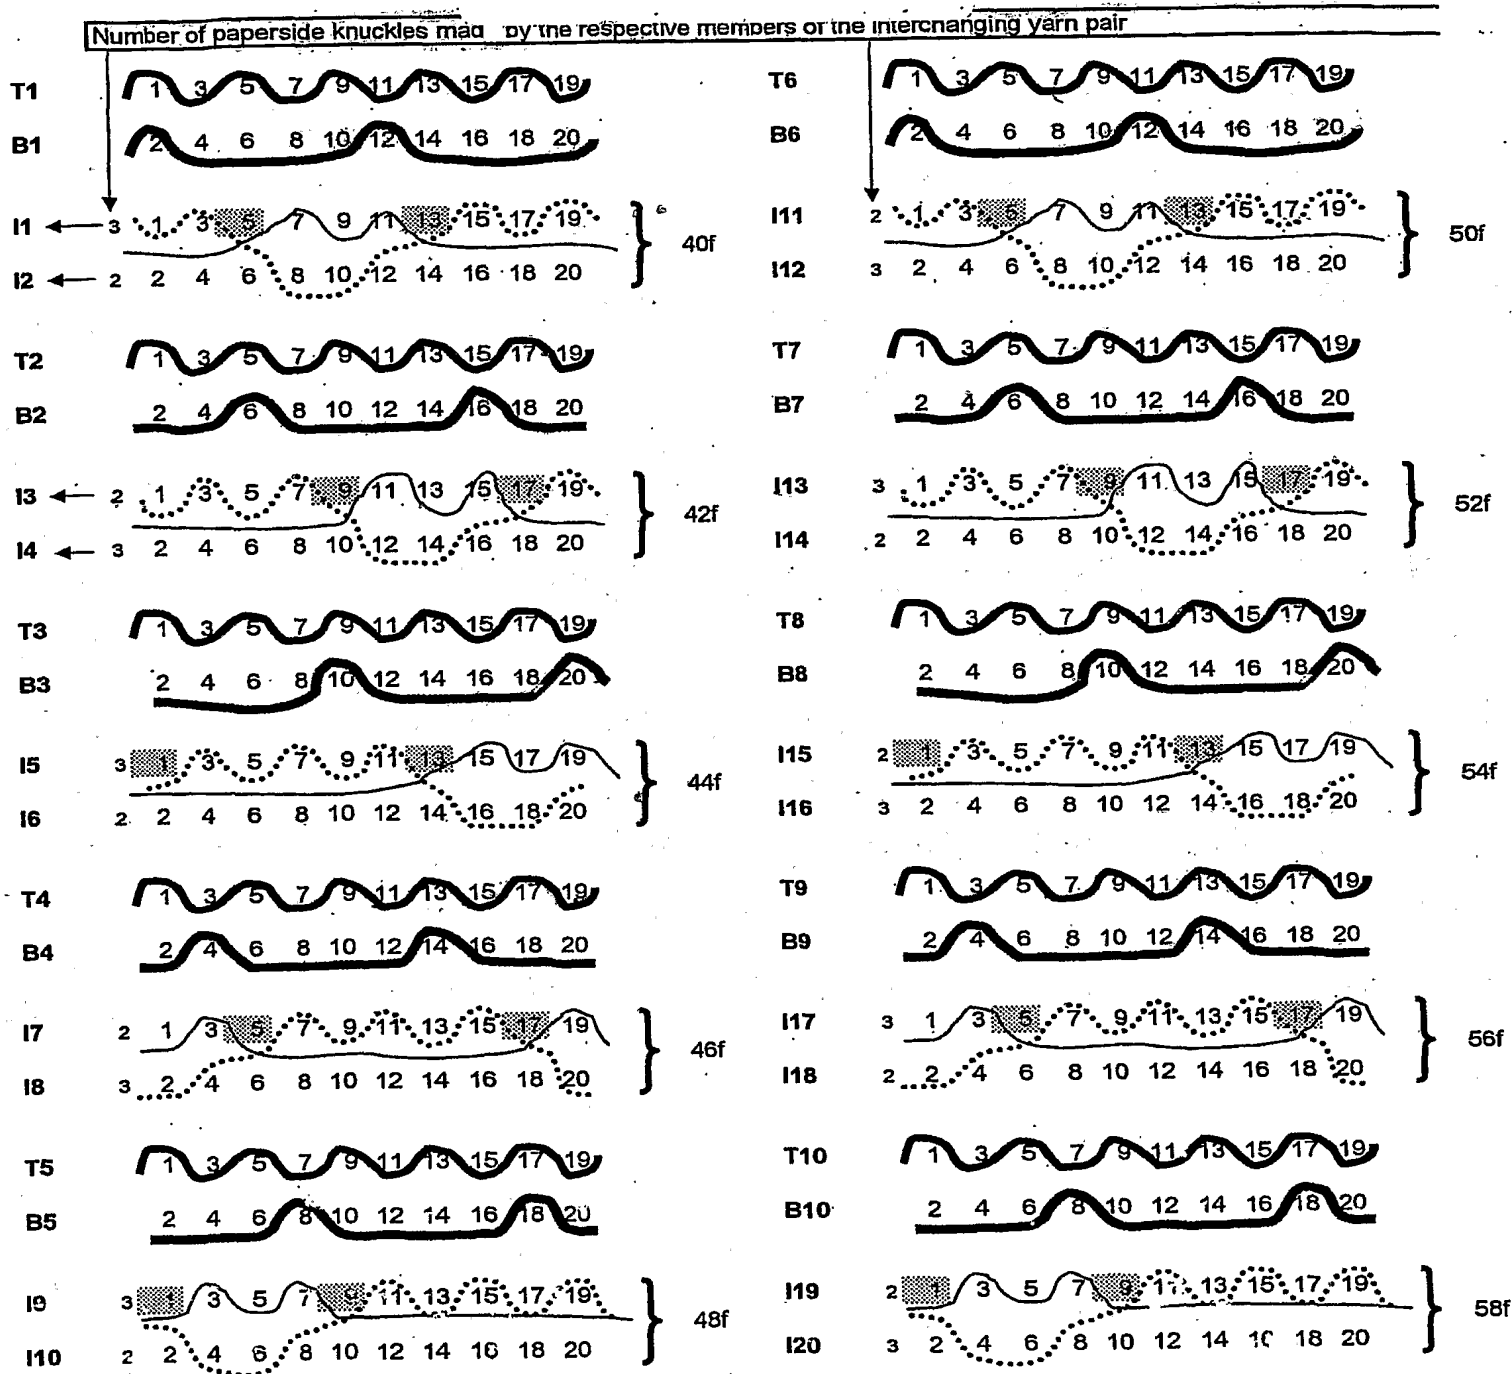 Number of paperside knuckles mad by the respective members of the interchanging yarn pair
T1 1 3 5 7 9 11 13 15 17 19
B1 2 4 6 8 10 12 14 16 18 20
I1 3 1 3 5 7 9 11 13 15 17 19
40f
I2 2 2 4 6 8 10 12 14 16 18 20
T2 1 3 5 7 9 11 13 15 17 19
B2 2 4 6 8 10 12 14 16 18 20
I3 2 1 3 5 7 9 11 13 15 17 19
42f
I4 3 2 4 6 8 10 12 14 16 18 20
T3 1 3 5 7 9 11 13 15 17 19
B3 2 4 6 8 10 12 14 16 18 20
I5 3 1 3 5 7 9 11 13 15 17 19
44f
I6 2 2 4 6 8 10 12 14 16 18 20
T4 1 3 5 7 9 11 13 15 17 19
B4 2 4 6 8 10 12 14 16 18 20
I7 2 1 3 5 7 9 11 13 15 17 19
46f
I8 3 2 4 6 8 10 12 14 16 18 20
T5 1 3 5 7 9 11 13 15 17 19
B5 2 4 6 8 10 12 14 16 18 20
I9 3 1 3 5 7 9 11 13 15 17 19
48f
I10 2 2 4 6 8 10 12 14 16 18 20
T6 1 3 5 7 9 11 13 15 17 19
B6 2 4 6 8 10 12 14 16 18 20
I11 2 1 3 5 7 9 11 13 15 17 19
50f
I12 3 2 4 6 8 10 12 14 16 18 20
T7 1 3 5 7 9 11 13 15 17 19
B7 2 4 6 8 10 12 14 16 18 20
I13 3 1 3 5 7 9 11 13 15 17 19
52f
I14 2 2 4 6 8 10 12 14 16 18 20
T8 1 3 5 7 9 11 13 15 17 19
B8 2 4 6 8 10 12 14 16 18 20
I15 2 1 3 5 7 9 11 13 15 17 19
54f
I16 3 2 4 6 8 10 12 14 16 18 20
T9 1 3 5 7 9 11 13 15 17 19
B9 2 4 6 8 10 12 14 16 18 20
I17 3 1 3 5 7 9 11 13 15 17 19
56f
I18 2 2 4 6 8 10 12 14 16 18 20
T10 1 3 5 7 9 11 13 15 17 19
B10 2 4 6 8 10 12 14 16 18 20
I19 2 1 3 5 7 9 11 13 15 17 19
58f
I20 3 2 4 6 8 10 12 14 16 18 20